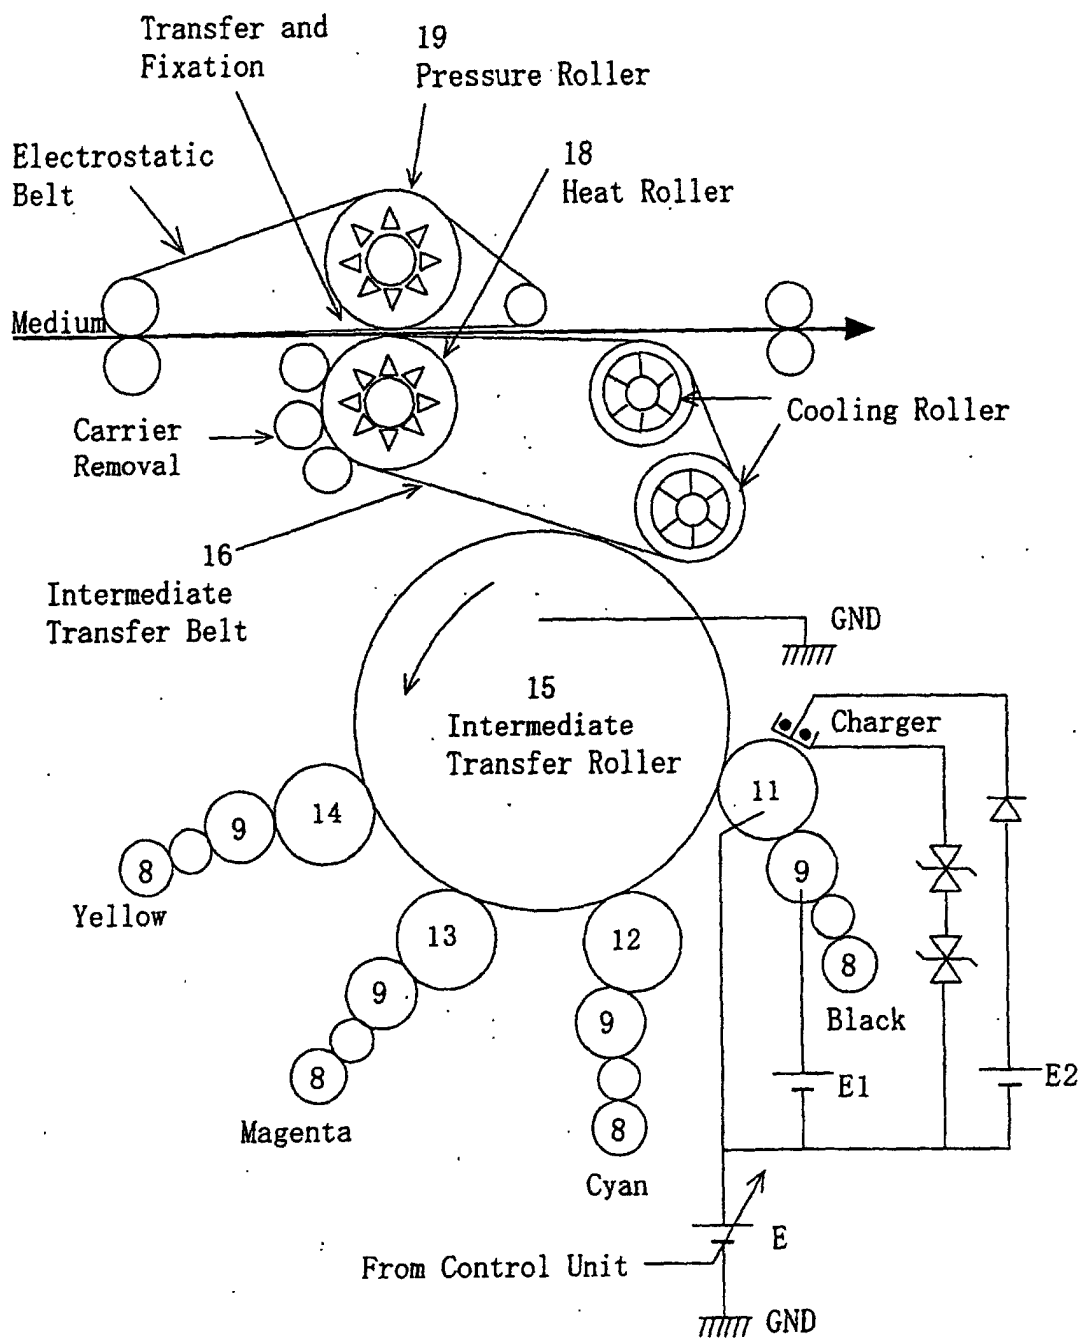 Transfer and
Fixation
19
Pressure Roller
Electrostatic
Belt
18
Heat Roller
Medium
Carrier
Removal
Cooling Roller
16
Intermediate
Transfer Belt
GND
15
Intermediate
Transfer Roller
Charger
11
14
9
8
Yellow
9
8
Black
13
9
8
Magenta
12
9
8
Cyan
E1
E2
E
From Control Unit
GND